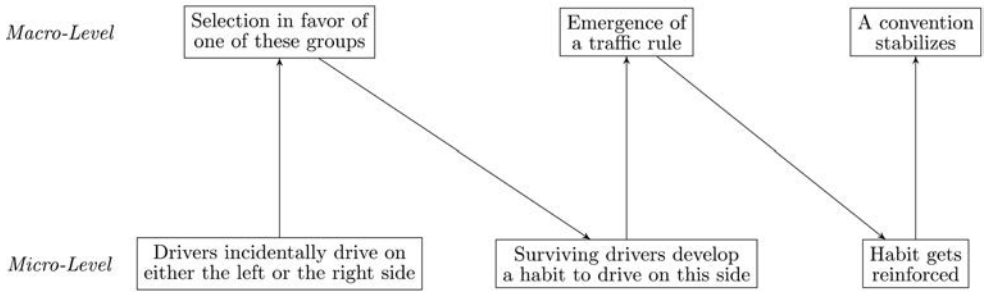 Macro-Level
Selection in favor of
one of these groups
Emergence of
a traffic rule
A convention
stabilizes
Micro-Level
Drivers incidentally drive on
either the left or the right side
Surviving drivers develop
a habit to drive on this side
Habit gets
reinforced